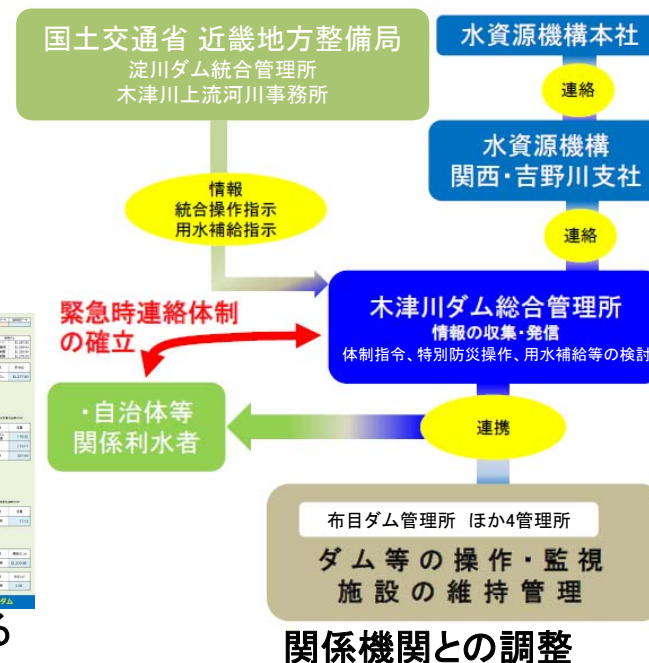 国土交通省 近畿地方整備局
淀川ダム統合管理所
木津川上流河川事務所
水資源機構本社
連絡
水資源機構
関西・吉野川支社
情報
統合操作指示
用水補給指示
連絡
緊急時連絡体制
の確立
木津川ダム総合管理所
情報の収集・発信
体制指令、特別防災操作、用水補給等の検討
・自治体等
関係利水者
連携
布目ダム管理所 ほか4管理所
ダム等の操作・監視
施設の維持管理
ダム
る
関係機関との調整